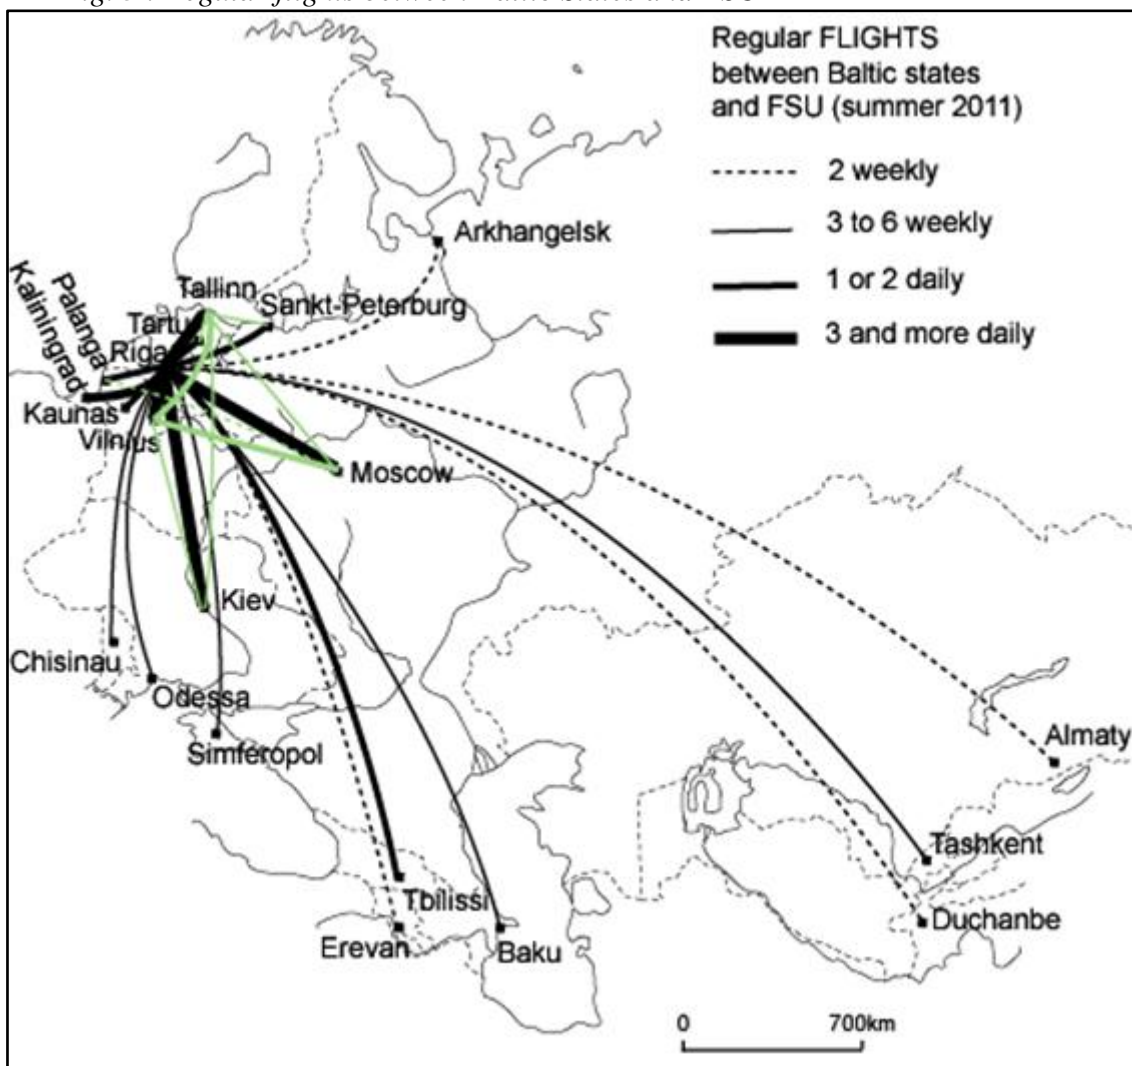 Regular FLIGHTS
between Baltic states
and FSU (summer 2011)
2 weekly
3 to 6 weekly
1 or 2 daily
3 and more daily
Arkhangelsk
Tallinn
Sankt-Peterburg
Tartu
Palanga
Kaliningrad
Riga
Kaunas
Vilnius
Moscow
Kiev
Chisinau
Odessa
Simferopol
Almaty
Tashkent
Tbilissi
Duchanbe
Erevan
Baku
0 700km